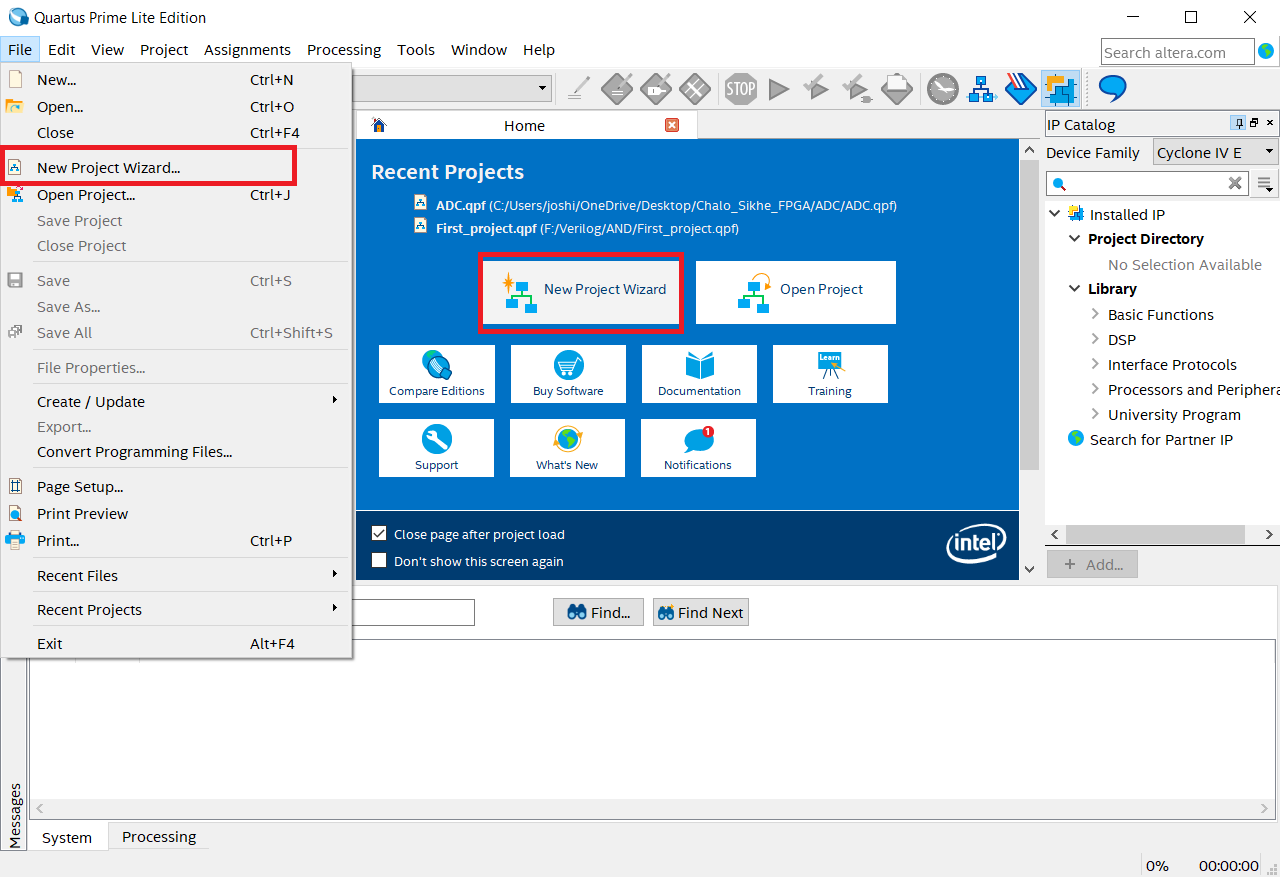 Quartus Prime Lite Edition
File Edit View Project Assignments Processing Tools Window Help
Search altera.com
New... Ctrl+N
Open... Ctrl+O
Close Ctrl+F4
New Project Wizard...
Open Project... Ctrl+J
Save Project
Close Project
Save Ctrl+S
Save As...
Save All Ctrl+Shift+S
File Properties...
Create / Update
Export...
Convert Programming Files...
Page Setup...
Print Preview
Print... Ctrl+P
Recent Files
Recent Projects
Exit Alt+F4
STOP
Home
Recent Projects
ADC.qpf (C:/Users/joshi/OneDrive/Desktop/Chalo_Sikhe_FPGA/ADC/ADC.qpf)
First_project.qpf (F:/Verilog/AND/First_project.qpf)
New Project Wizard
Open Project
Compare Editions
Buy Software
Documentation
Learn
Training
Support
What's New
1
Notifications
Close page after project load
Don't show this screen again
intel
IP Catalog
Device Family Cyclone IV E
Installed IP
Project Directory
No Selection Available
Library
Basic Functions
DSP
Interface Protocols
Processors and Periphera
University Program
Search for Partner IP
+ Add...
Find... Find Next
Messages
System Processing
0% 00:00:00